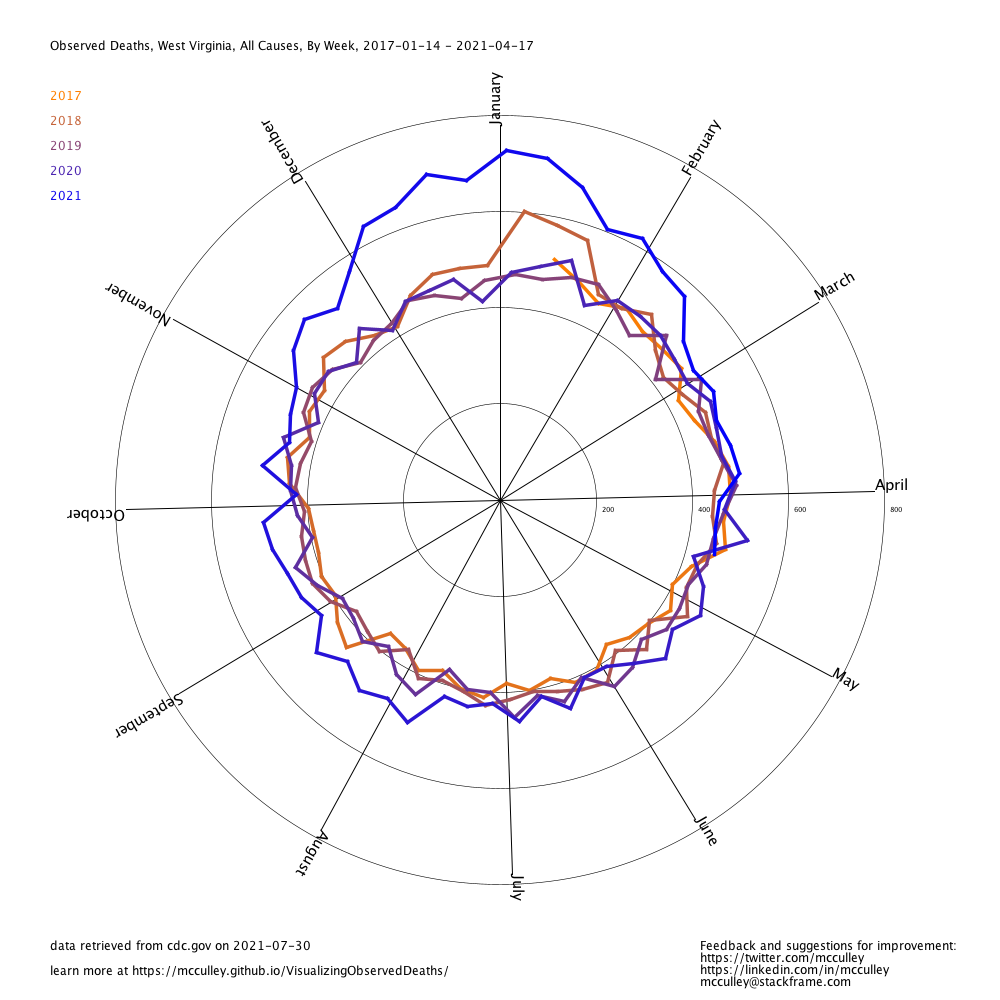 Observed Deaths, West Virginia, All Causes, By Week, 2017-01-14 - 2021-04-17
2017
2018
2019
2020
2021
January
February
March
April
May
June
July
August
September
October
November
December
200
400
600
800
data retrieved from cdc.gov on 2021-07-30
learn more at https://mcculley.github.io/VisualizingObservedDeaths/
Feedback and suggestions for improvement:
https://twitter.com/mcculley
https://linkedin.com/in/mcculley
mcculley@stackframe.com